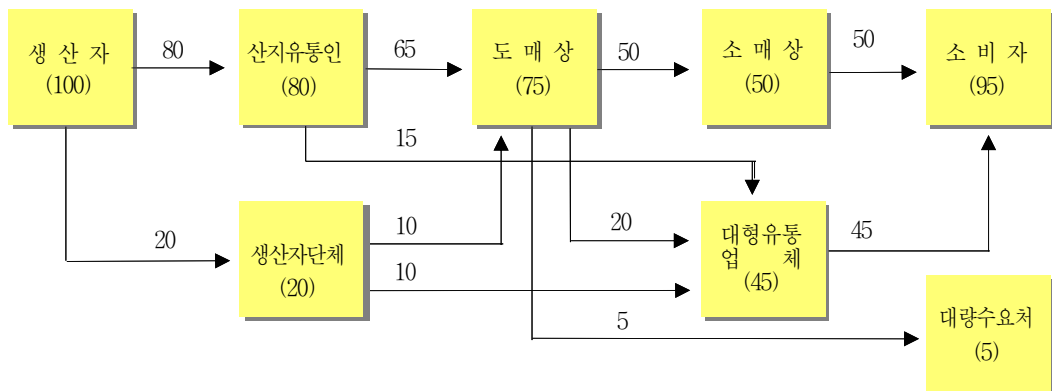 생 산 자
(100)
80
산지유통인
(80)
65
도 매 상
(75)
50
소 매 상
(50)
50
소 비 자
(95)
15
20
생산자단체
(20)
10
10
20
대형유통
업 체
(45)
45
5
대량수요처
(5)